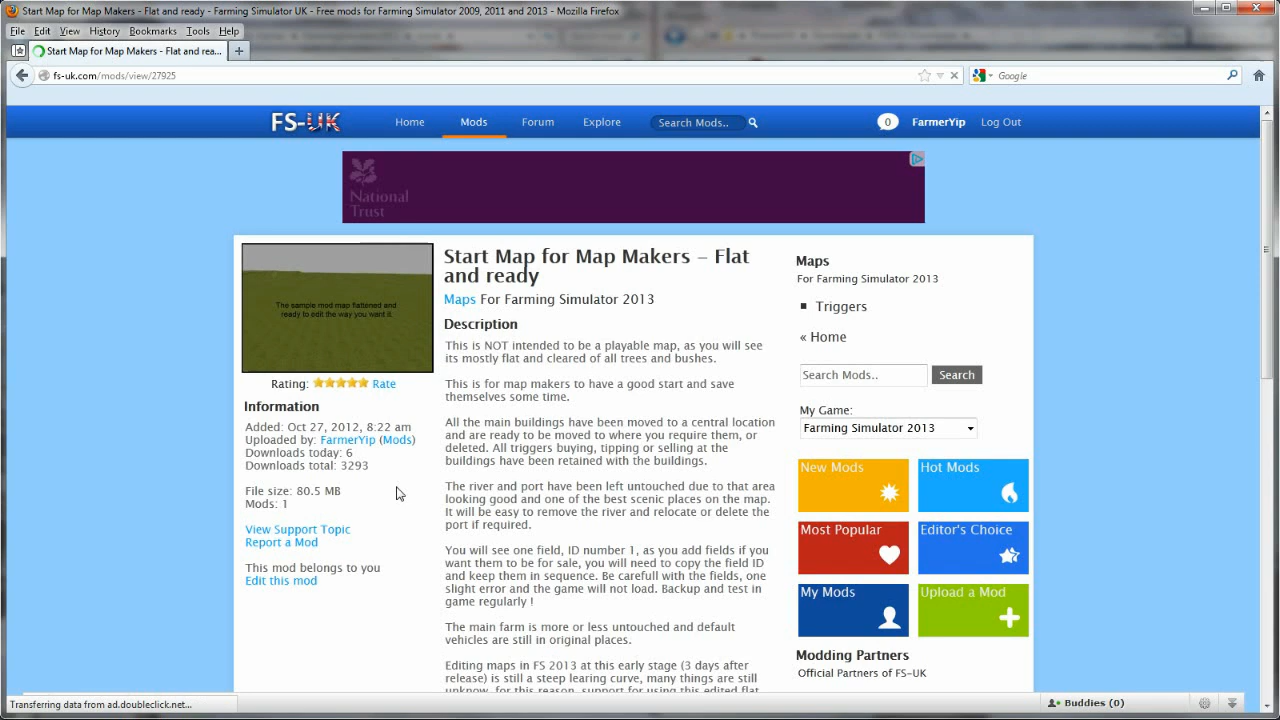 Start Map for Map Makers - Flat and ready - Farming Simulator UK - Free mods for Farming Simulator 2009, 2011 and 2013 - Mozilla Firefox
File Edit View History Bookmarks Tools Help
Start Map for Map Makers - Flat and rea...
fs-uk.com/mods/view/27925
Google
FS-UK
Home
Mods
Forum
Explore
Search Mods..
0
FarmerYip
Log Out
National
Trust
The sample mod map flattened and
ready to edit the way you want it.
Rating: Rate
Information
Added: Oct 27, 2012, 8:22 am
Uploaded by: FarmerYip (Mods)
Downloads today: 6
Downloads total: 3293
File size: 80.5 MB
Mods: 1
View Support Topic
Report a Mod
This mod belongs to you
Edit this mod
Start Map for Map Makers – Flat
and ready
Maps For Farming Simulator 2013
Description
This is NOT intended to be a playable map, as you will see
its mostly flat and cleared of all trees and bushes.
This is for map makers to have a good start and save
themselves some time.
All the main buildings have been moved to a central location
and are ready to be moved to where you require them, or
deleted. All triggers buying, tipping or selling at the
buildings have been retained with the buildings.
The river and port have been left untouched due to that area
looking good and one of the best scenic places on the map.
It will be easy to remove the river and relocate or delete the
port if required.
You will see one field, ID number 1, as you add fields if you
want them to be for sale, you will need to copy the field ID
and keep them in sequence. Be carefull with the fields, one
slight error and the game will not load. Backup and test in
game regularly !
The main farm is more or less untouched and default
vehicles are still in original places.
Editing maps in FS 2013 at this early stage (3 days after
release) is still a steep learing curve, many things are still
unknow, for this reason, support for using this edited flat
Maps
For Farming Simulator 2013
Triggers
« Home
Search Mods..
Search
My Game:
Farming Simulator 2013
New Mods
Hot Mods
Most Popular
Editor's Choice
My Mods
Upload a Mod
Modding Partners
Official Partners of FS-UK
Transferring data from ad.doubleclick.net...
Buddies (0)